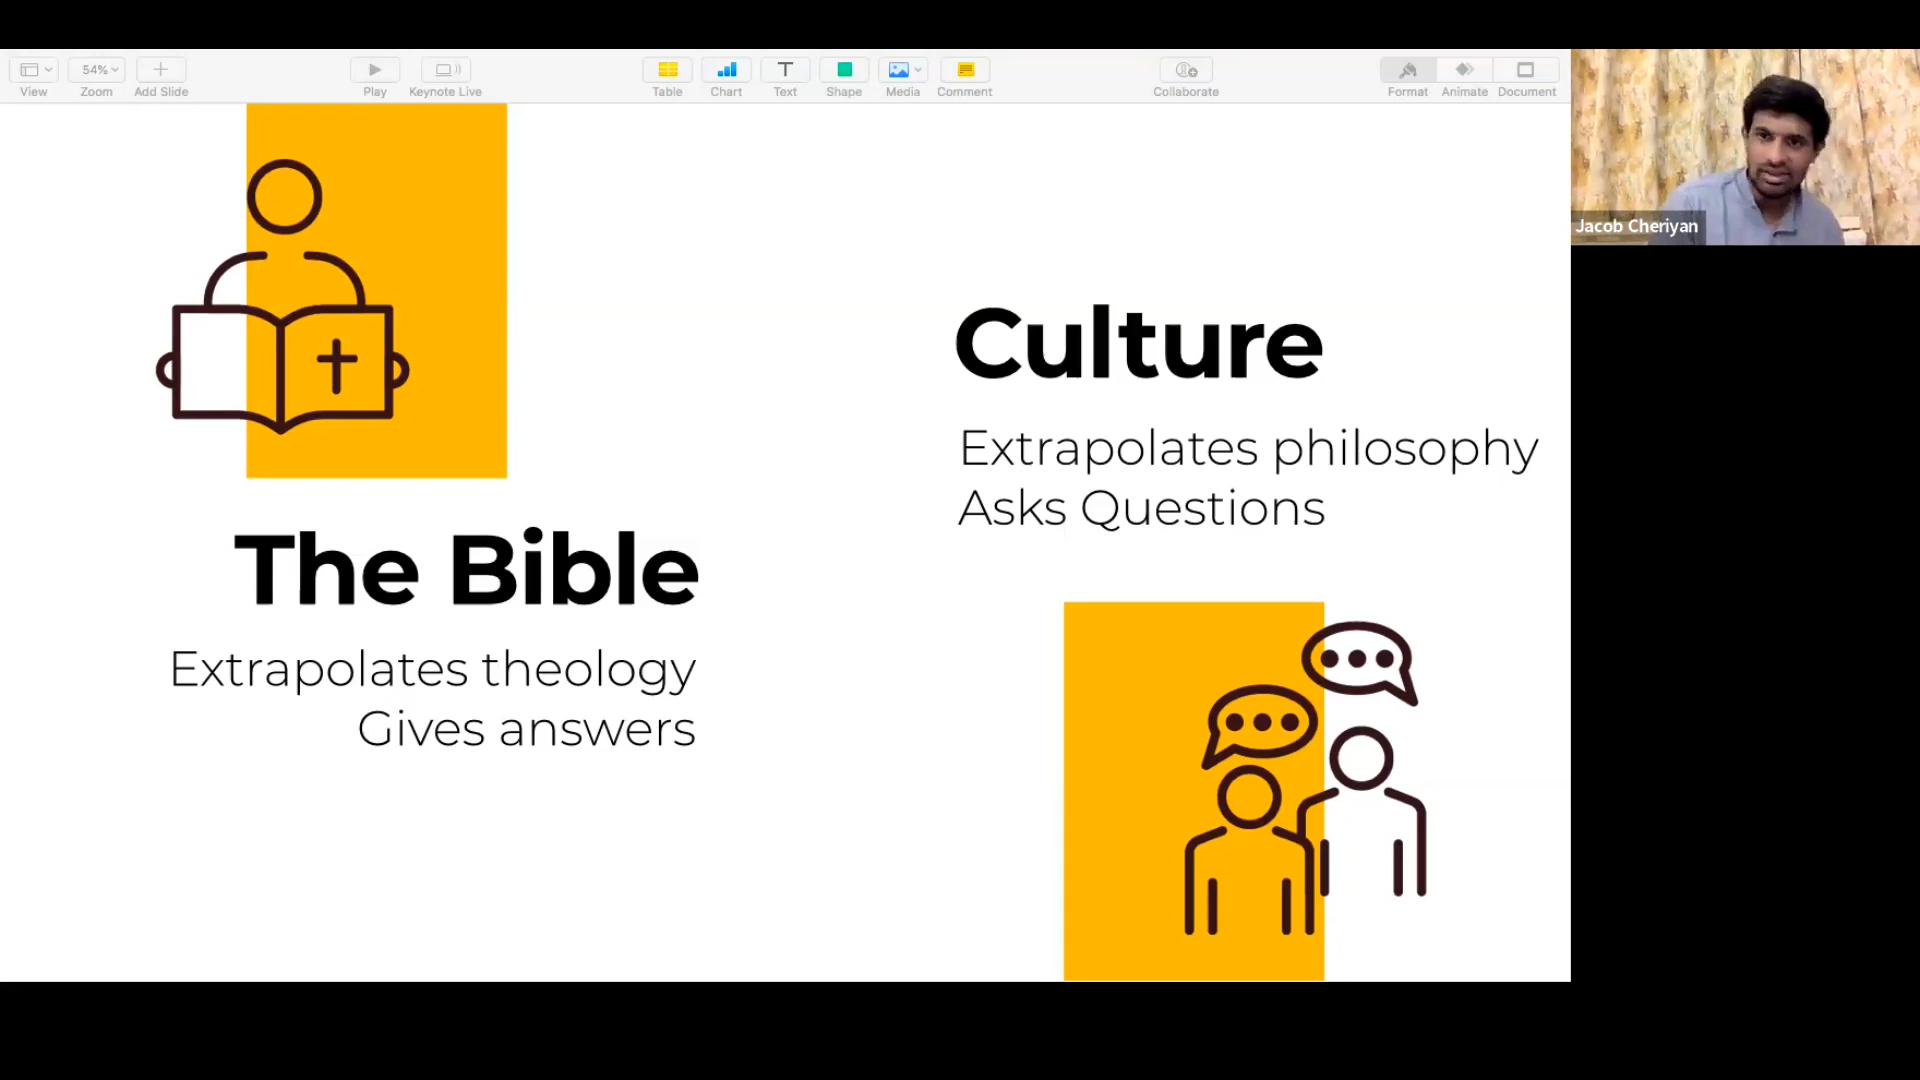 54%
View
Zoom
Add Slide
Play
Keynote Live
Table
Chart
Text
Shape
Media
Comment
Collaborate
Format
Animate
Document
Jacob Cheriyan
The Bible
Extrapolates theology
Gives answers
Culture
Extrapolates philosophy
Asks Questions